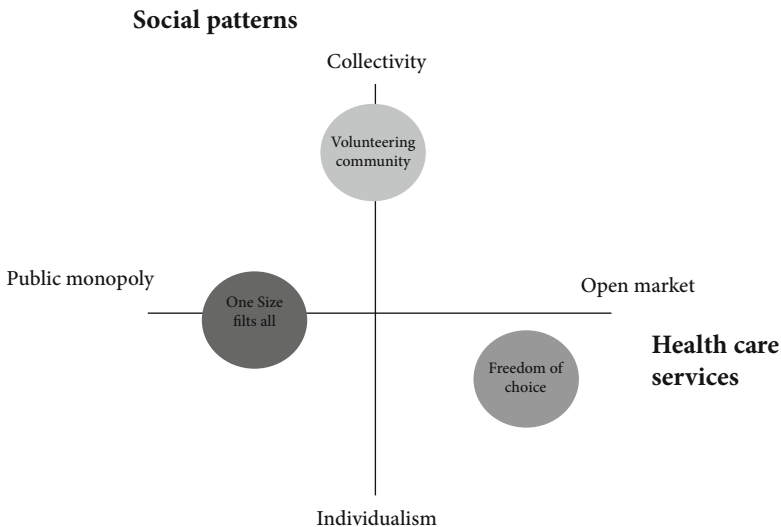 Social patterns
Collectivity
Volunteering
community
Public monopoly
One Size
filts all
Open market
Health care
services
Freedom of
choice
Individualism